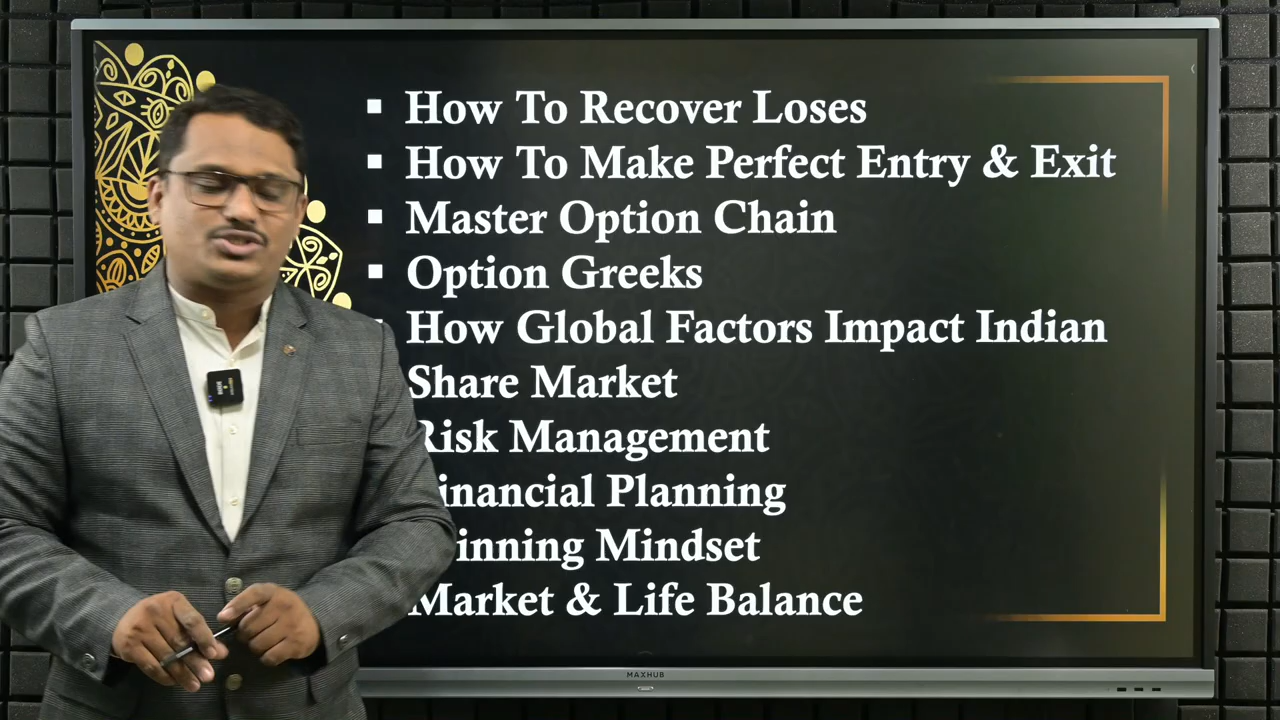 How To Recover Loses
How To Make Perfect Entry & Exit
Master Option Chain
Option Greeks
How Global Factors Impact Indian
Share Market
Risk Management
inancial Planning
inning Mindset
Market & Life Balance
MAXHUB